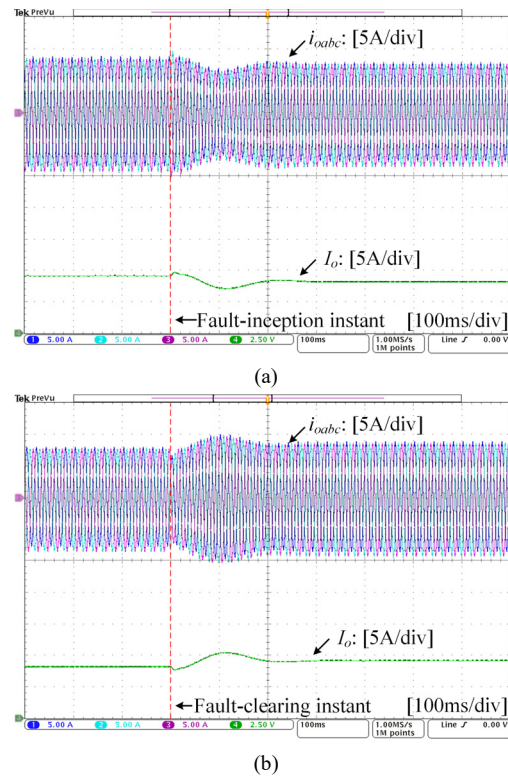 Tek PreVu
i_oabc: [5A/div]
I_o: [5A/div]
Fault-inception instant [100ms/div]
1 5.00 A 2 5.00 A 3 5.00 A 4 2.50 V 100ms 1.00MS/s 1M points Line 0.00 V
(a)
Tek PreVu
i_oabc: [5A/div]
I_o: [5A/div]
Fault-clearing instant [100ms/div]
1 5.00 A 2 5.00 A 3 5.00 A 4 2.50 V 100ms 1.00MS/s 1M points Line 0.00 V
(b)